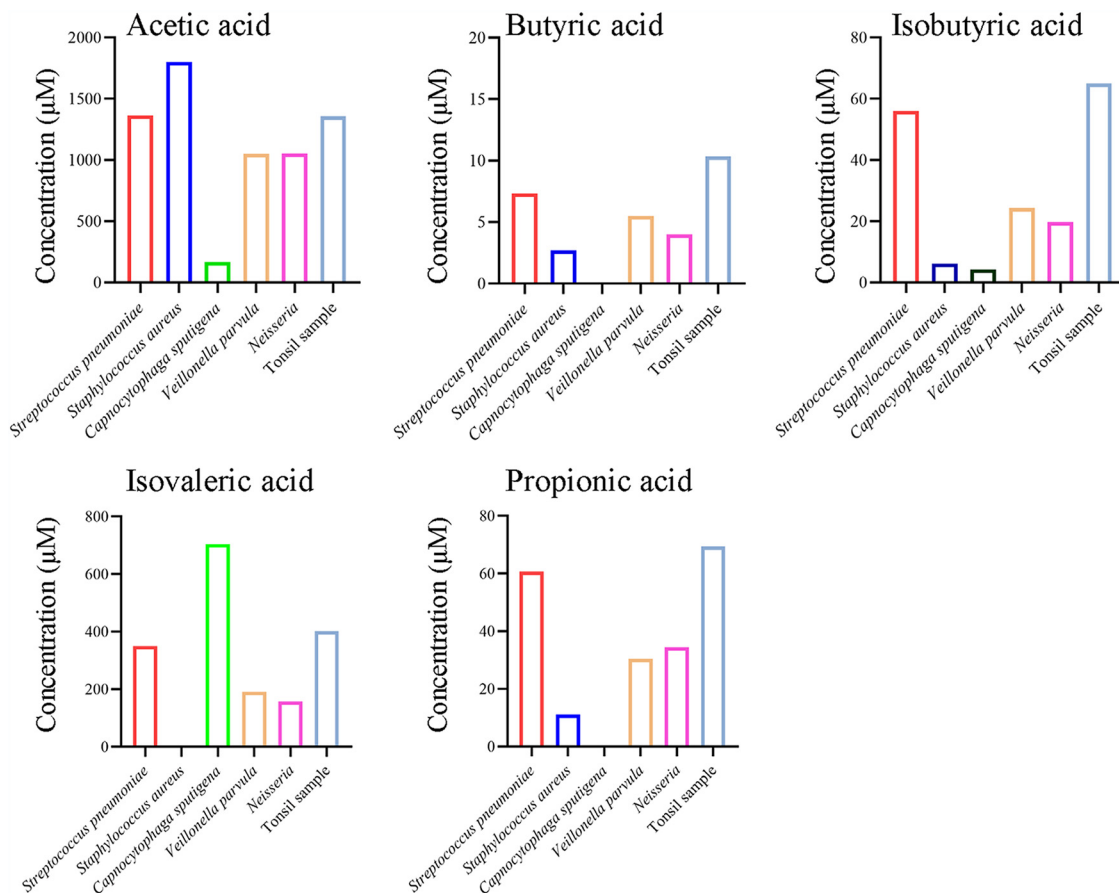 Acetic acid
Concentration (µM)
2000
1500
1000
500
0
Streptococcus pneumoniae
Staphylococcus aureus
Capnocytophaga sputigena
Veillonella parvula
Neisseria
Tonsil sample
Butyric acid
Concentration (µM)
20
15
10
5
0
Streptococcus pneumoniae
Staphylococcus aureus
Capnocytophaga sputigena
Veillonella parvula
Neisseria
Tonsil sample
Isobutyric acid
Concentration (µM)
80
60
40
20
0
Streptococcus pneumoniae
Staphylococcus aureus
Capnocytophaga sputigena
Veillonella parvula
Neisseria
Tonsil sample
Isovaleric acid
Concentration (µM)
800
600
400
200
0
Streptococcus pneumoniae
Staphylococcus aureus
Capnocytophaga sputigena
Veillonella parvula
Neisseria
Tonsil sample
Propionic acid
Concentration (µM)
80
60
40
20
0
Streptococcus pneumoniae
Staphylococcus aureus
Capnocytophaga sputigena
Veillonella parvula
Neisseria
Tonsil sample